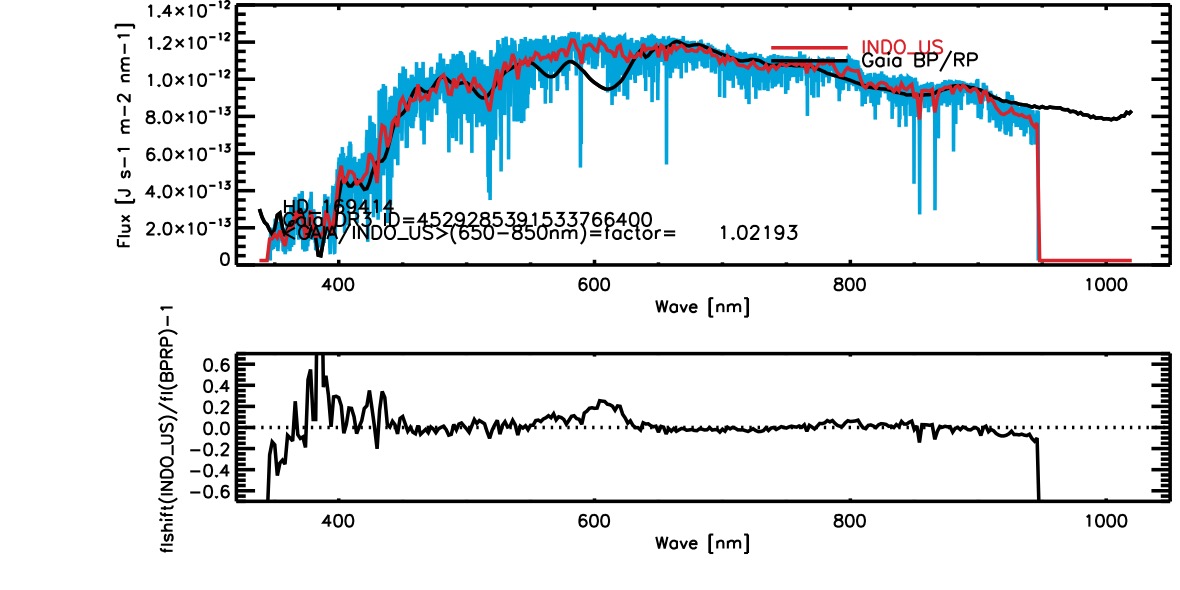 1.4×10⁻¹²
1.2×10⁻¹²
1.0×10⁻¹²
8.0×10⁻¹³
6.0×10⁻¹³
4.0×10⁻¹³
2.0×10⁻¹³
0
Flux [J s−1 m−2 nm−1]
INDO_US
Gaia BP/RP
HD_169414
Gaia DR3 ID=4529285391533766400
<GAIA/INDO_US>(650−850nm)=factor= 1.02193
400 600 800 1000
Wave [nm]
0.6
0.4
0.2
0.0
−0.2
−0.4
−0.6
flshift(INDO_US)/fl(BPRP)−1
400 600 800 1000
Wave [nm]